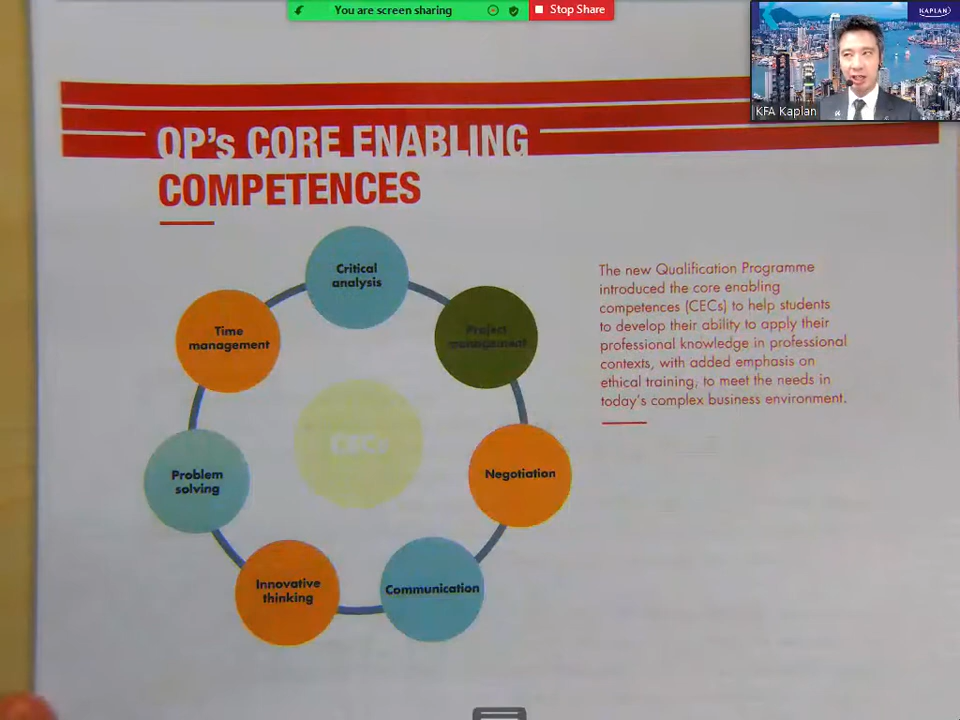 You are screen sharing
Stop Share
KAPLAN
KFA Kaplan
QP's CORE ENABLING
COMPETENCES
Critical
analysis
Time
management
Project
management
CECs
Problem
solving
Negotiation
Innovative
thinking
Communication
The new Qualification Programme
introduced the core enabling
competences (CECs) to help students
to develop their ability to apply their
professional knowledge in professional
contexts, with added emphasis on
ethical training, to meet the needs in
today's complex business environment.